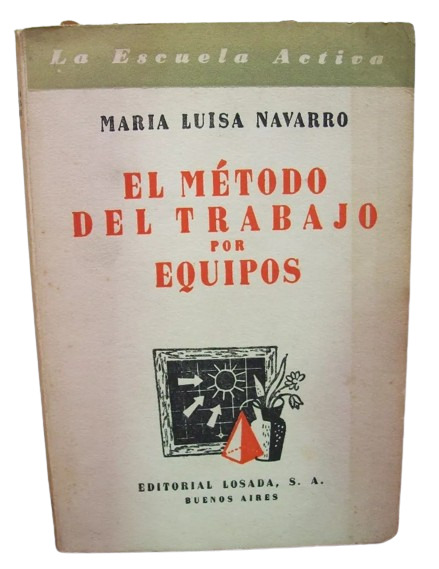 La Escuela Activa
MARIA LUISA NAVARRO
EL MÉTODO
DEL TRABAJO
POR
EQUIPOS
EDITORIAL LOSADA, S. A.
BUENOS AIRES